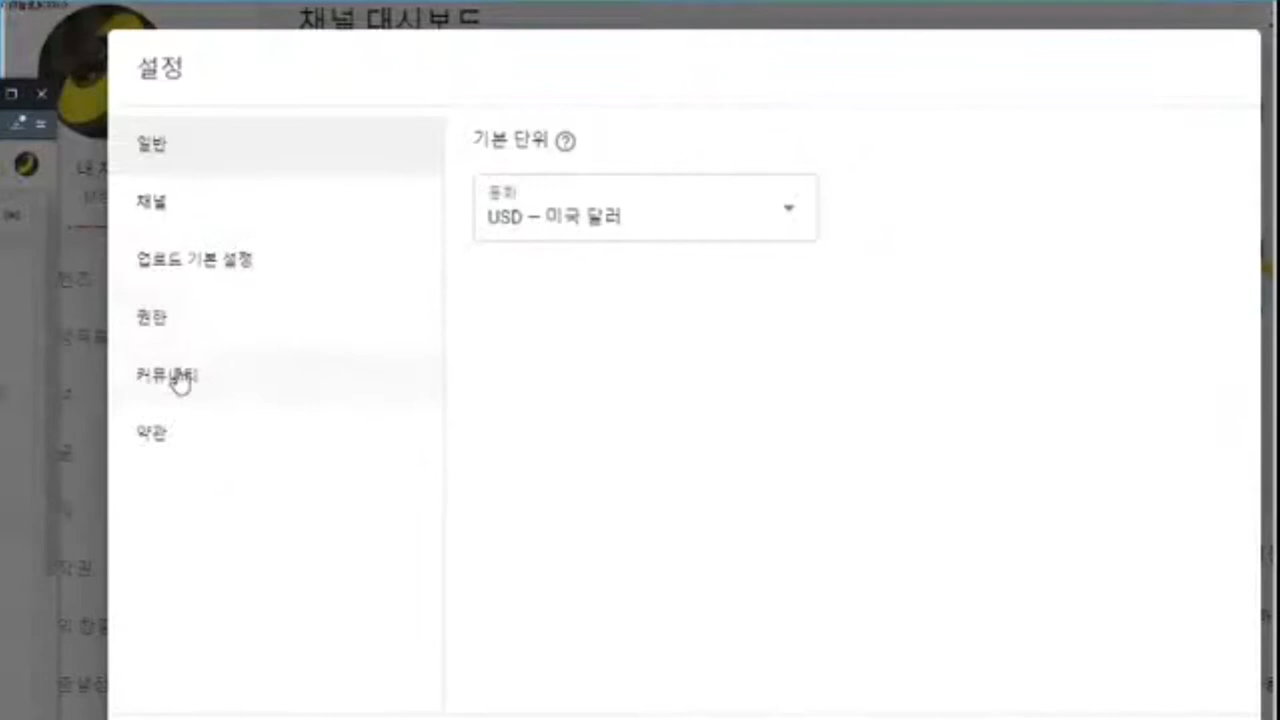 채널 대시보드
설정
일반
기본 단위
통화
USD – 미국 달러
채널
업로드 기본 설정
권한
커뮤니티
약관